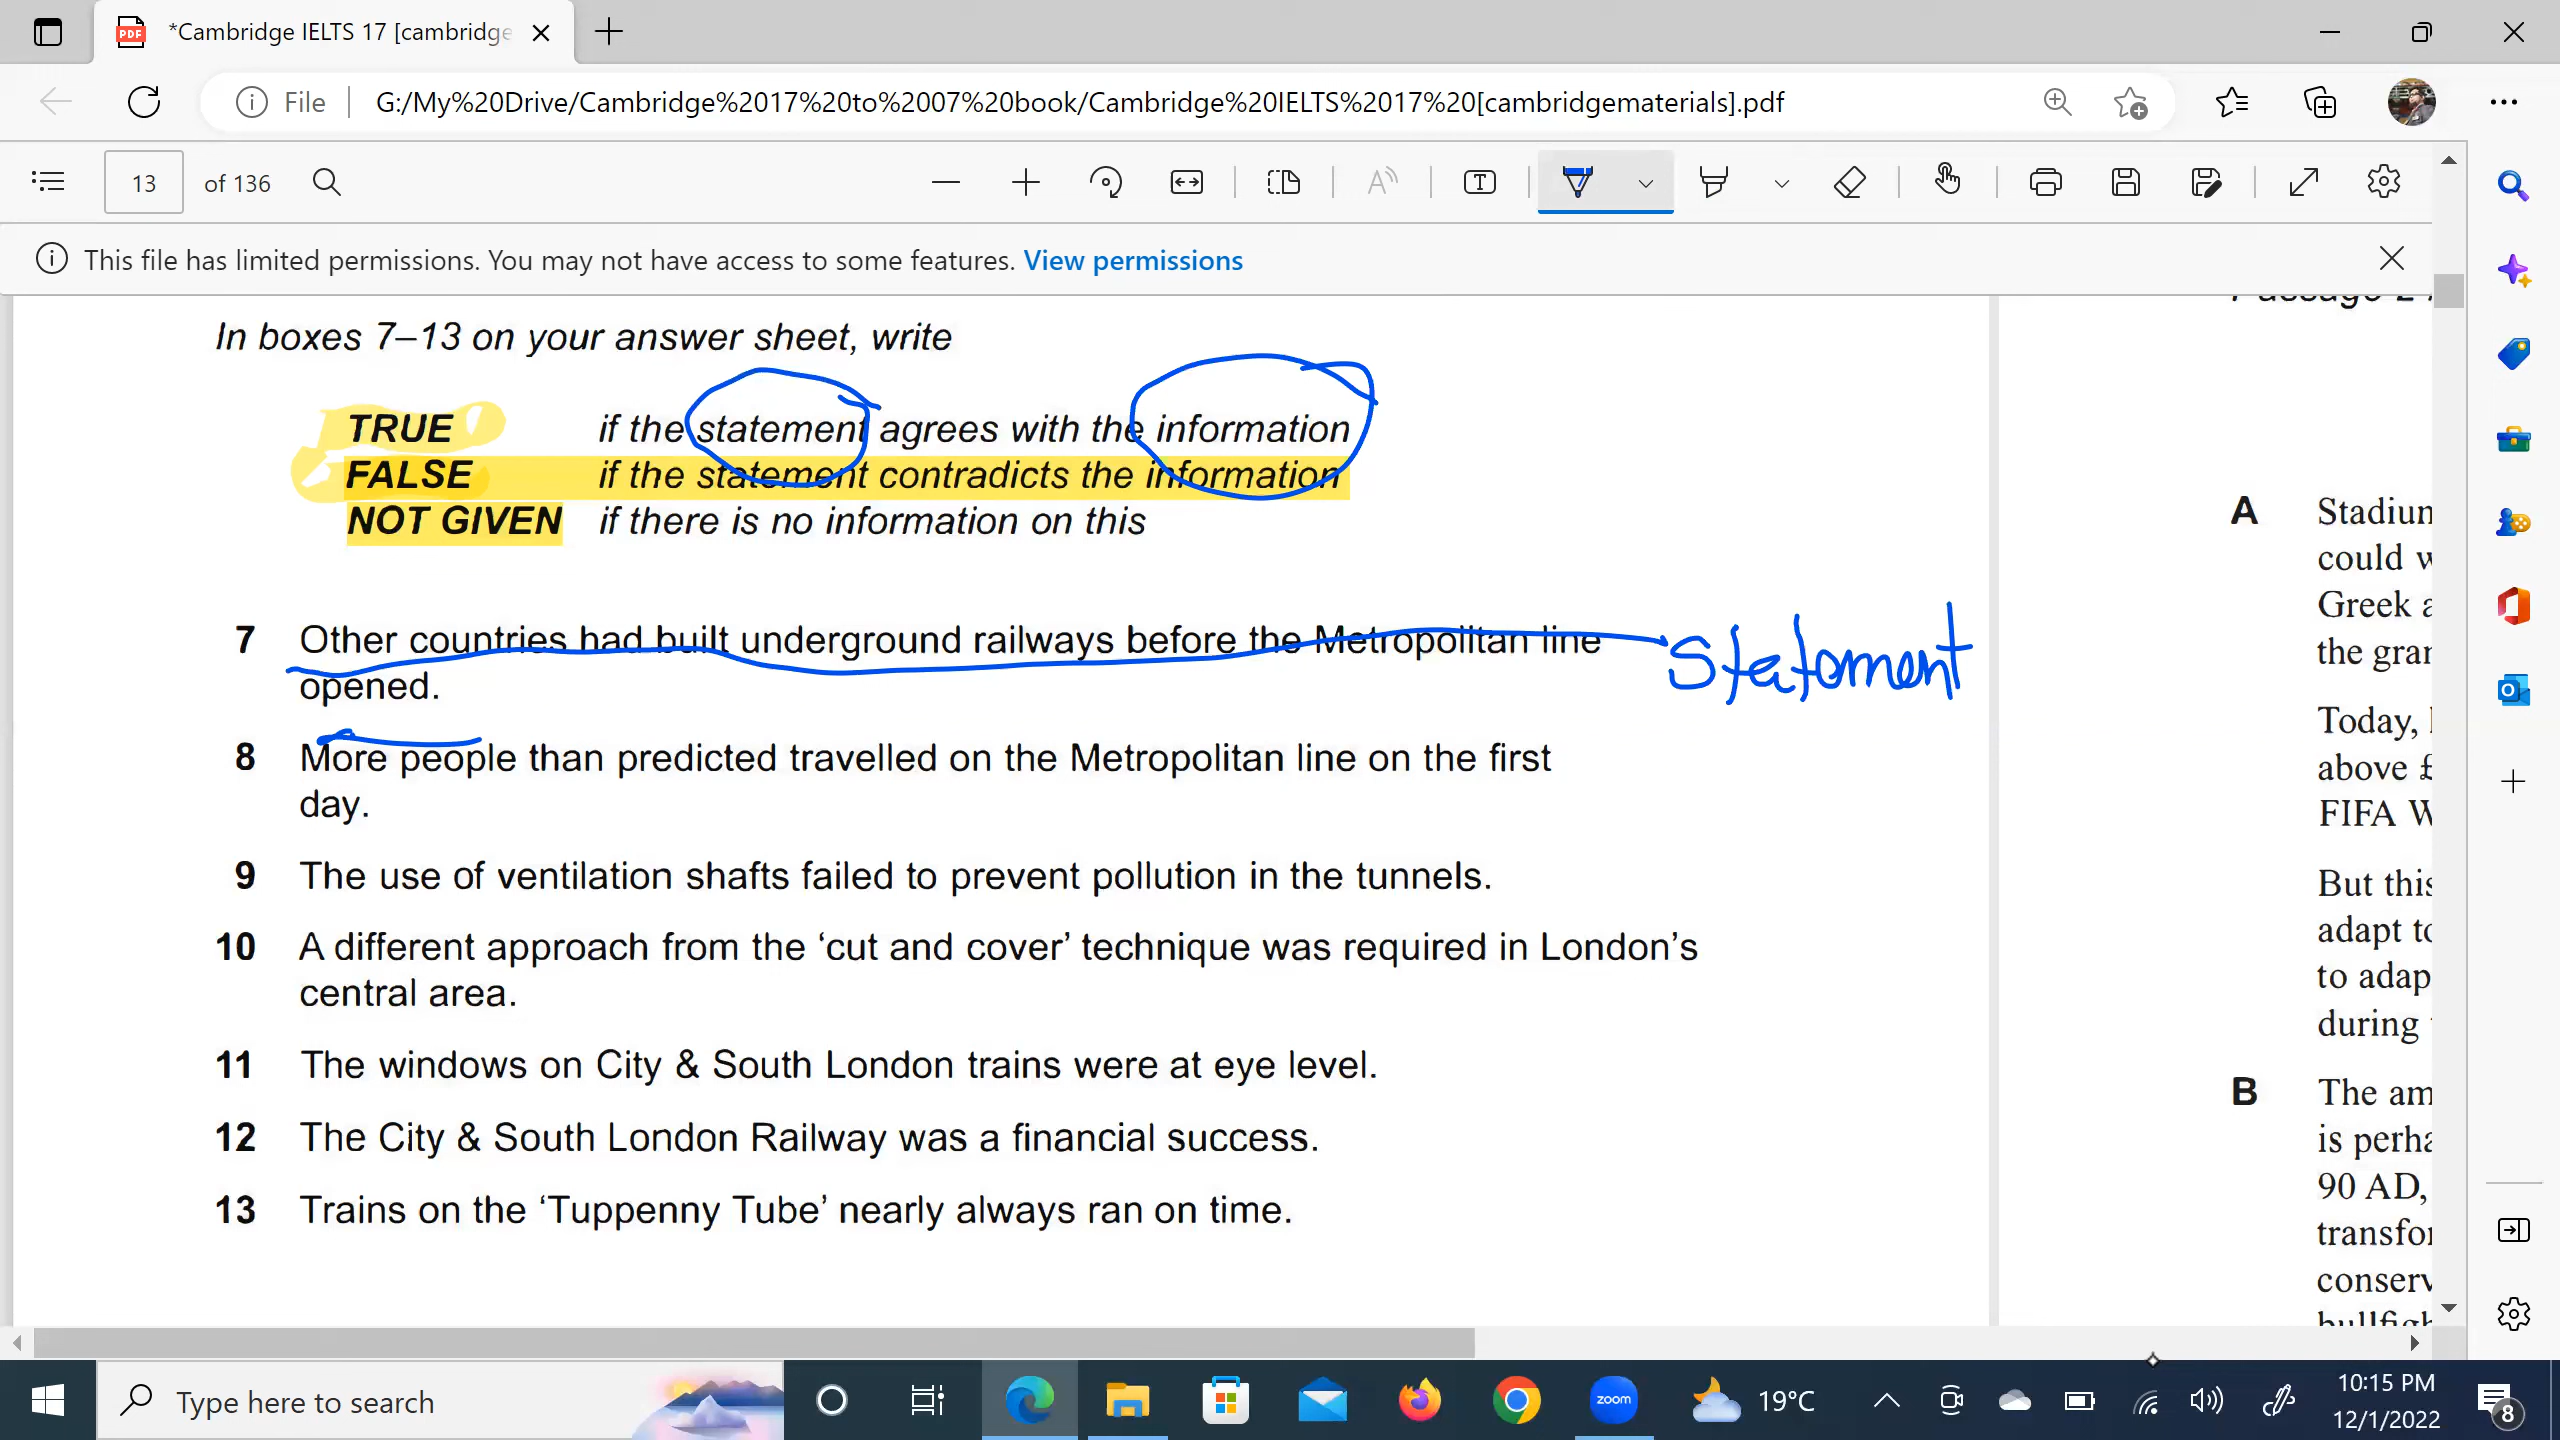 *Cambridge IELTS 17 [cambridge
File
G:/My%20Drive/Cambridge%2017%20to%2007%20book/Cambridge%20IELTS%2017%20[cambridgematerials].pdf
13 of 136
This file has limited permissions. You may not have access to some features. View permissions
In boxes 7–13 on your answer sheet, write
TRUE if the statement agrees with the information
FALSE if the statement contradicts the information
NOT GIVEN if there is no information on this
7 Other countries had built underground railways before the Metropolitan line
opened.
Statement
8 More people than predicted travelled on the Metropolitan line on the first
day.
9 The use of ventilation shafts failed to prevent pollution in the tunnels.
10 A different approach from the ‘cut and cover’ technique was required in London’s
central area.
11 The windows on City & South London trains were at eye level.
12 The City & South London Railway was a financial success.
13 Trains on the ‘Tuppenny Tube’ nearly always ran on time.
A Stadium
could w
Greek a
the gran
Today,
above £
FIFA W
But this
adapt to
to adap
during
B The am
is perha
90 AD,
transfor
conserv
bullfigh
Type here to search
zoom
19°C
10:15 PM
12/1/2022
8